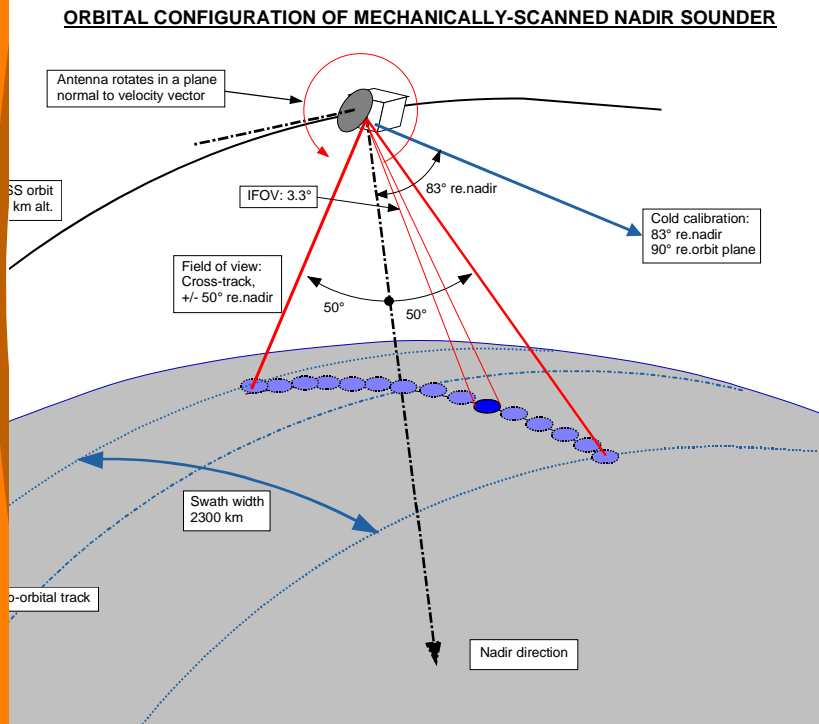 ORBITAL CONFIGURATION OF MECHANICALLY-SCANNED NADIR SOUNDER
Antenna rotates in a plane
normal to velocity vector
83° re.nadir
IFOV: 3.3°
SS orbit
km alt.
Cold calibration:
83° re.nadir
90° re.orbit plane
Field of view:
Cross-track,
+/- 50° re.nadir
50°
50°
Swath width
2300 km
o-orbital track
Nadir direction